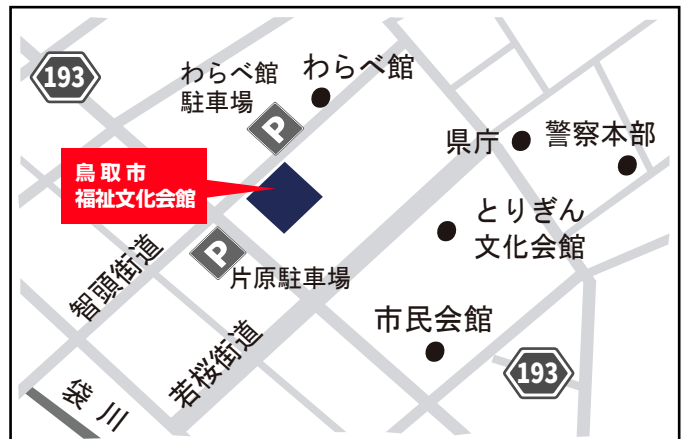 193
わらべ館
駐車場
わらべ館
P
県庁
警察本部
鳥取市
福祉文化会館
とりぎん
文化会館
P
片原駐車場
智頭街道
市民会館
若桜街道
193
袋川